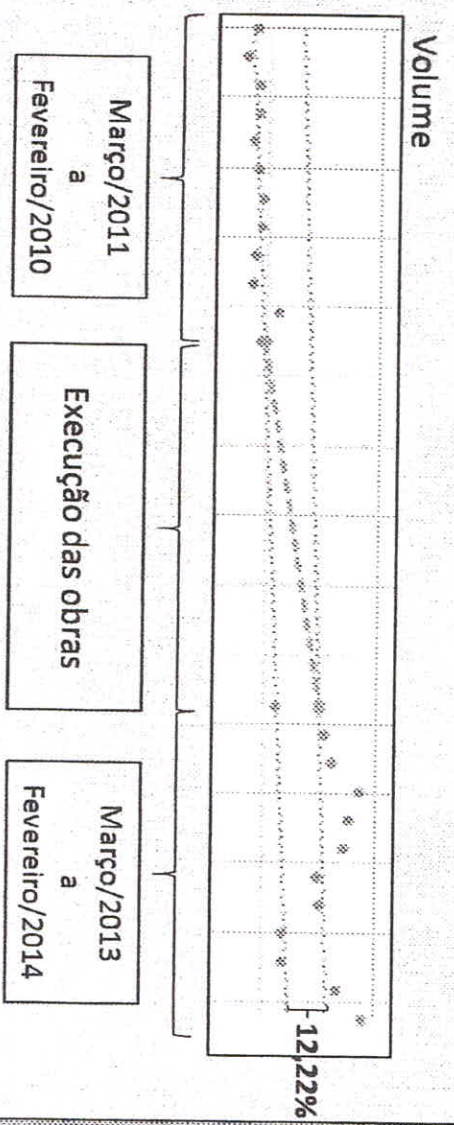 Volume
12,22%
Março/2011
a
Fevereiro/2010
Execução das obras
Março/2013
a
Fevereiro/2014